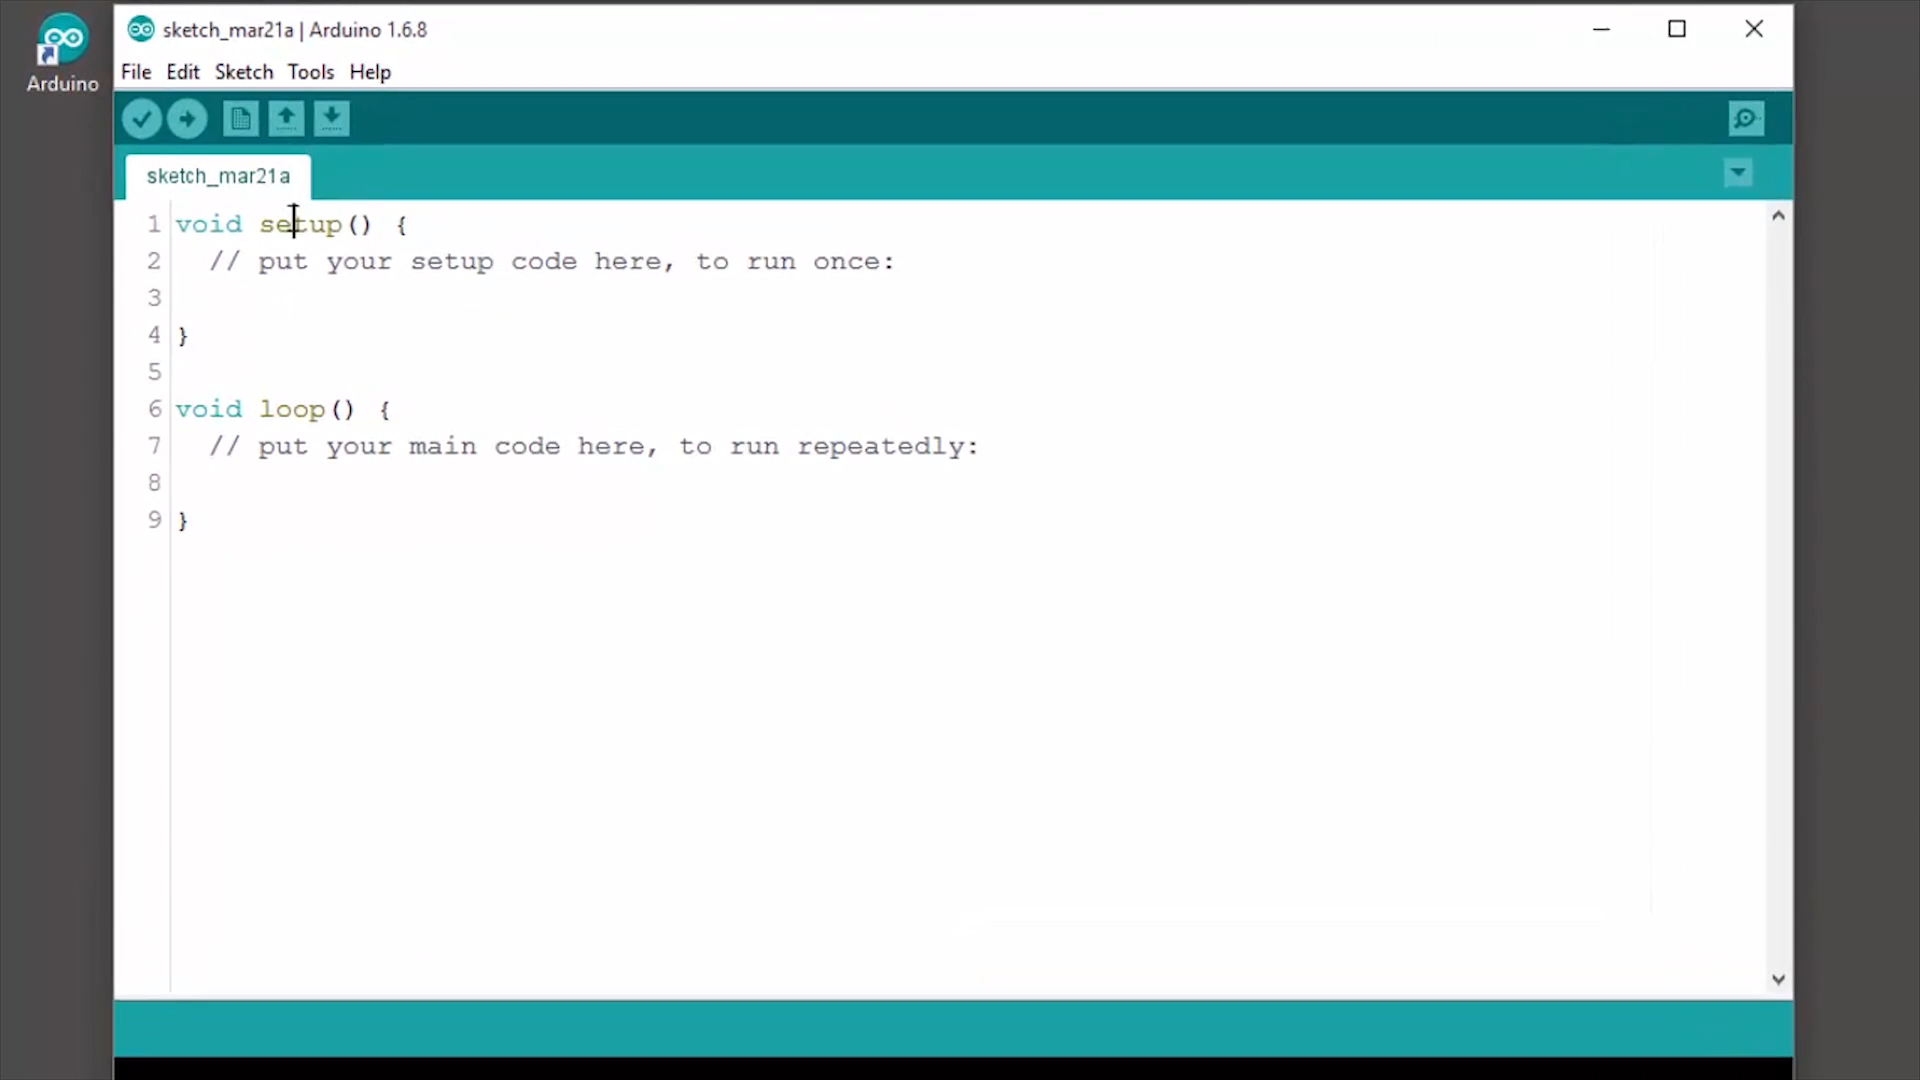 Arduino
sketch_mar21a | Arduino 1.6.8
File Edit Sketch Tools Help
sketch_mar21a
1 void setup() {
2 // put your setup code here, to run once:
3
4 }
5
6 void loop() {
7 // put your main code here, to run repeatedly:
8
9 }